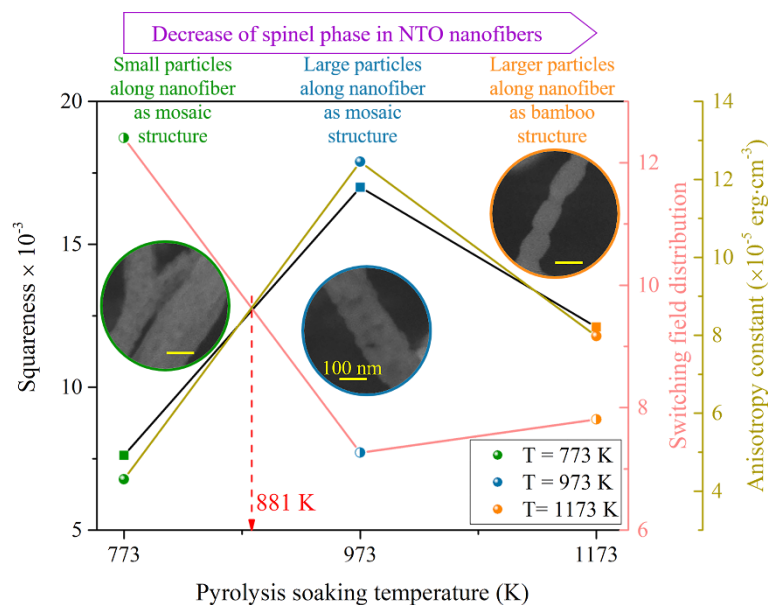 Decrease of spinel phase in NTO nanofibers
Small particles
along nanofiber
as mosaic
structure
Large particles
along nanofiber
as mosaic
structure
Larger particles
along nanofiber
as bamboo
structure
20
15
10
5
Squareness × 10⁻³
12
10
8
6
Switching field distribution
14
12
10
8
6
4
Anisotropy constant (×10⁻⁵ erg·cm⁻³)
100 nm
881 K
T = 773 K
T = 973 K
T= 1173 K
773
973
1173
Pyrolysis soaking temperature (K)